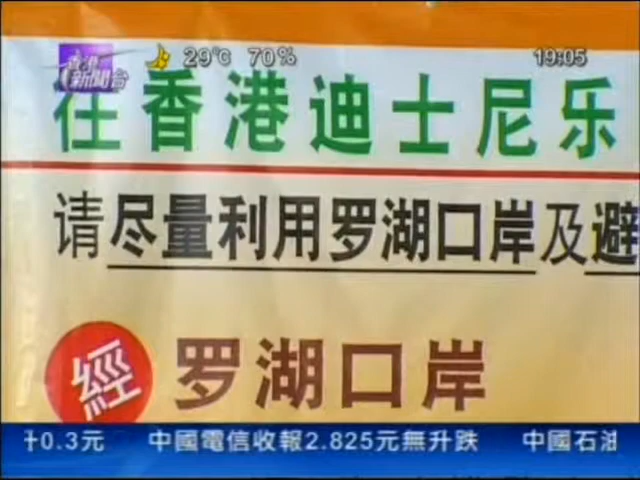 香港
新聞台
29℃ 70%
19:05
在香港迪士尼乐
请尽量利用罗湖口岸及避
經 罗湖口岸
十0.3元 中國電信收報2.825元無升跌 中國石油